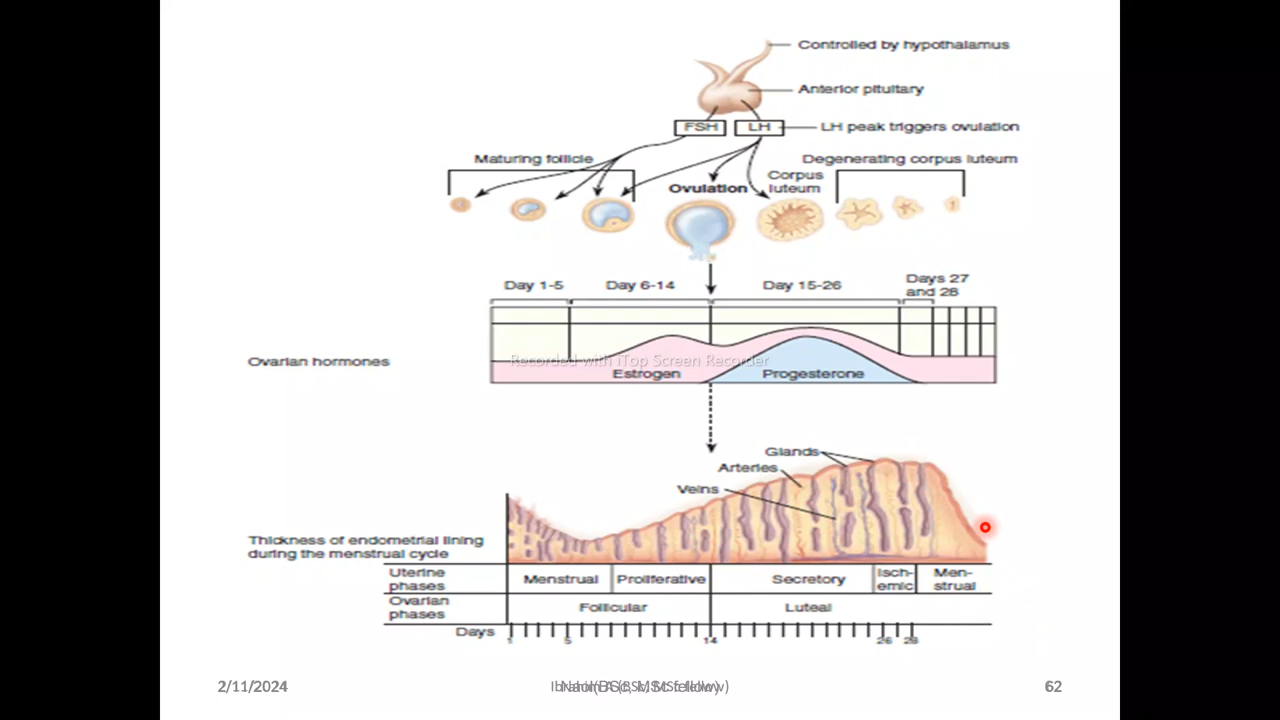 Controlled by hypothalamus
Anterior pituitary
FSH LH LH peak triggers ovulation
Maturing follicle Degenerating corpus luteum
Ovulation Corpus luteum
Day 1-5 Day 6-14 Day 15-26 Days 27 and 28
Ovarian hormones
Recorded with iTop Screen Recorder
Estrogen Progesterone
Glands
Arteries
Veins
Thickness of endometrial lining
during the menstrual cycle
Uterine phases Menstrual Proliferative Secretory Isch-emic Men-strual
Ovarian phases Follicular Luteal
Days 1 5 14 26 28
2/11/2024 62